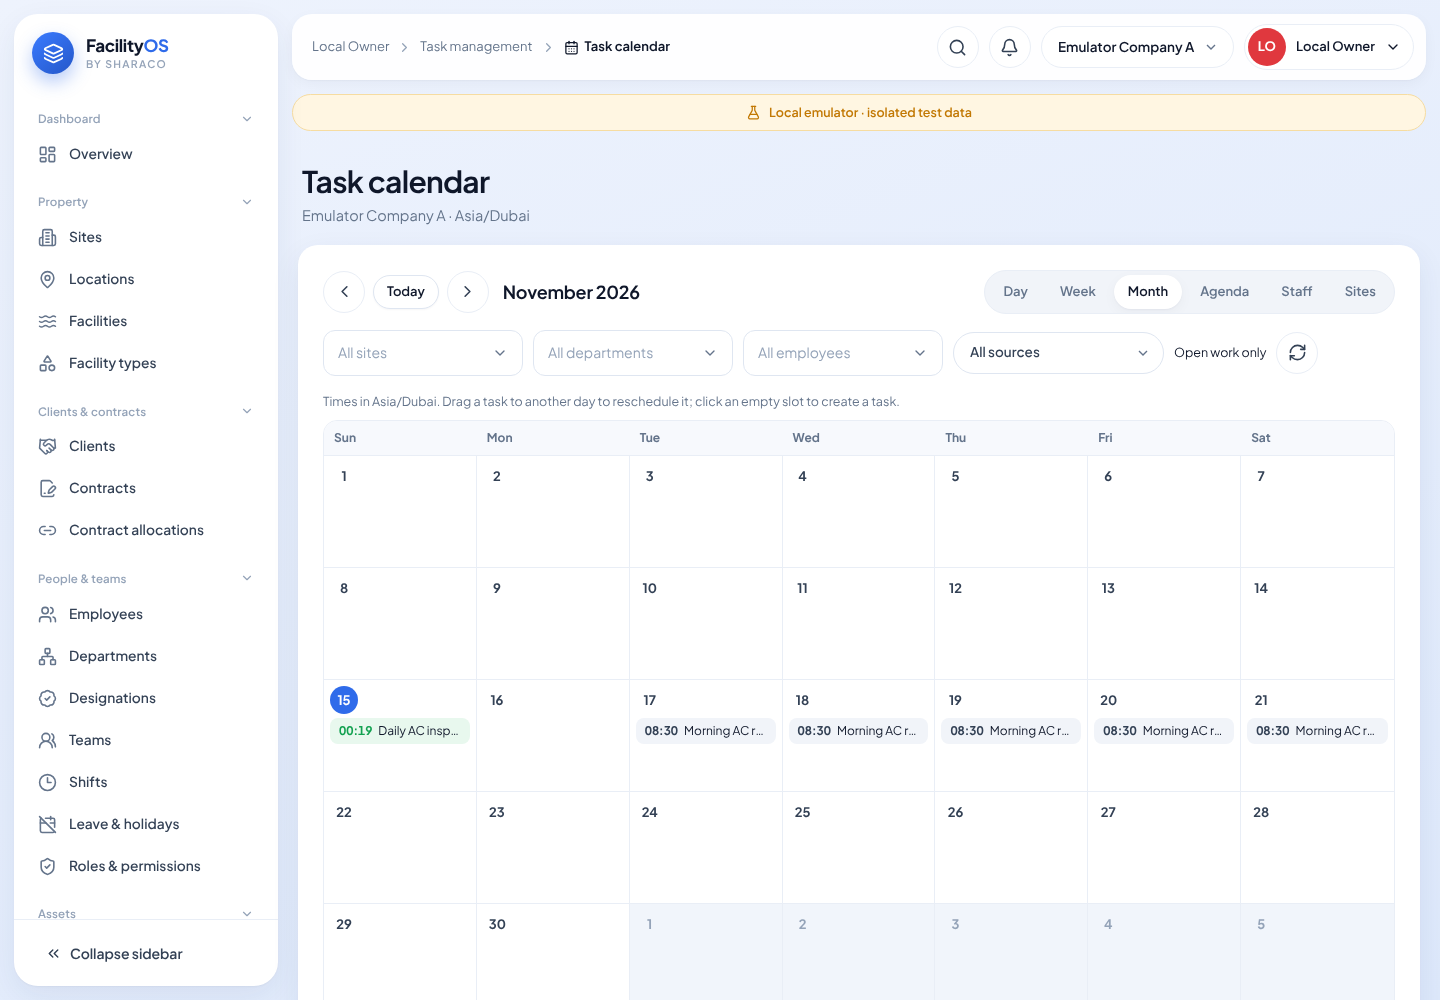 FacilityOS
BY SHARACO
Dashboard
Overview
Property
Sites
Locations
Facilities
Facility types
Clients & contracts
Clients
Contracts
Contract allocations
People & teams
Employees
Departments
Designations
Teams
Shifts
Leave & holidays
Roles & permissions
Assets
Collapse sidebar
Local Owner > Task management > Task calendar
Emulator Company A
LO Local Owner
Local emulator · isolated test data
Task calendar
Emulator Company A · Asia/Dubai
Today
November 2026
Day Week Month Agenda Staff Sites
All sites All departments All employees All sources Open work only
Times in Asia/Dubai. Drag a task to another day to reschedule it; click an empty slot to create a task.
Sun Mon Tue Wed Thu Fri Sat
1 2 3 4 5 6 7
8 9 10 11 12 13 14
15 16 17 18 19 20 21
00:19 Daily AC insp... 08:30 Morning AC r... 08:30 Morning AC r... 08:30 Morning AC r... 08:30 Morning AC r... 08:30 Morning AC r...
22 23 24 25 26 27 28
29 30 1 2 3 4 5